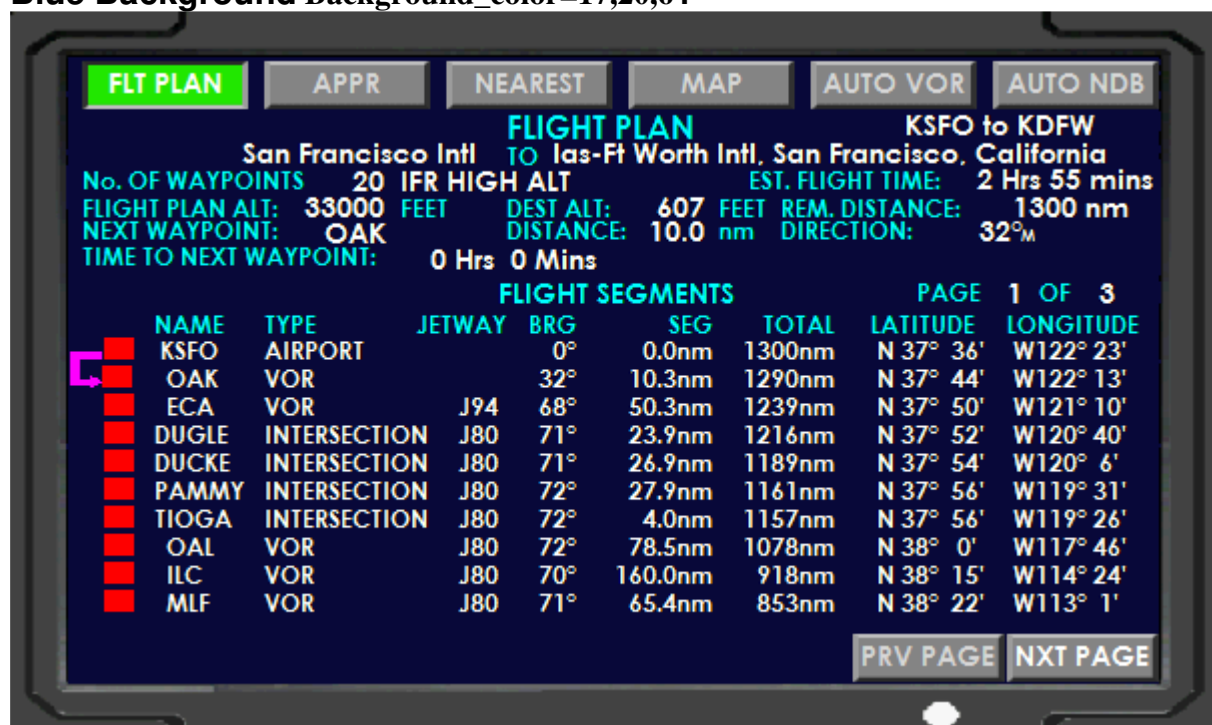 Blue Background Background_color=17,20,64
FLT PLAN APPR NEAREST MAP AUTO VOR AUTO NDB
FLIGHT PLAN KSFO to KDFW
San Francisco Intl TO las-Ft Worth Intl, San Francisco, California
No. OF WAYPOINTS 20 IFR HIGH ALT EST. FLIGHT TIME: 2 Hrs 55 mins
FLIGHT PLAN ALT: 33000 FEET DEST ALT: 607 FEET REM. DISTANCE: 1300 nm
NEXT WAYPOINT: OAK DISTANCE: 10.0 nm DIRECTION: 32°M
TIME TO NEXT WAYPOINT: 0 Hrs 0 Mins
FLIGHT SEGMENTS PAGE 1 OF 3
NAME TYPE JETWAY BRG SEG TOTAL LATITUDE LONGITUDE
KSFO AIRPORT 0° 0.0nm 1300nm N 37° 36' W122° 23'
OAK VOR 32° 10.3nm 1290nm N 37° 44' W122° 13'
ECA VOR J94 68° 50.3nm 1239nm N 37° 50' W121° 10'
DUGLE INTERSECTION J80 71° 23.9nm 1216nm N 37° 52' W120° 40'
DUCKE INTERSECTION J80 71° 26.9nm 1189nm N 37° 54' W120° 6'
PAMMY INTERSECTION J80 72° 27.9nm 1161nm N 37° 56' W119° 31'
TIOGA INTERSECTION J80 72° 4.0nm 1157nm N 37° 56' W119° 26'
OAL VOR J80 72° 78.5nm 1078nm N 38° 0' W117° 46'
ILC VOR J80 70° 160.0nm 918nm N 38° 15' W114° 24'
MLF VOR J80 71° 65.4nm 853nm N 38° 22' W113° 1'
PRV PAGE NXT PAGE